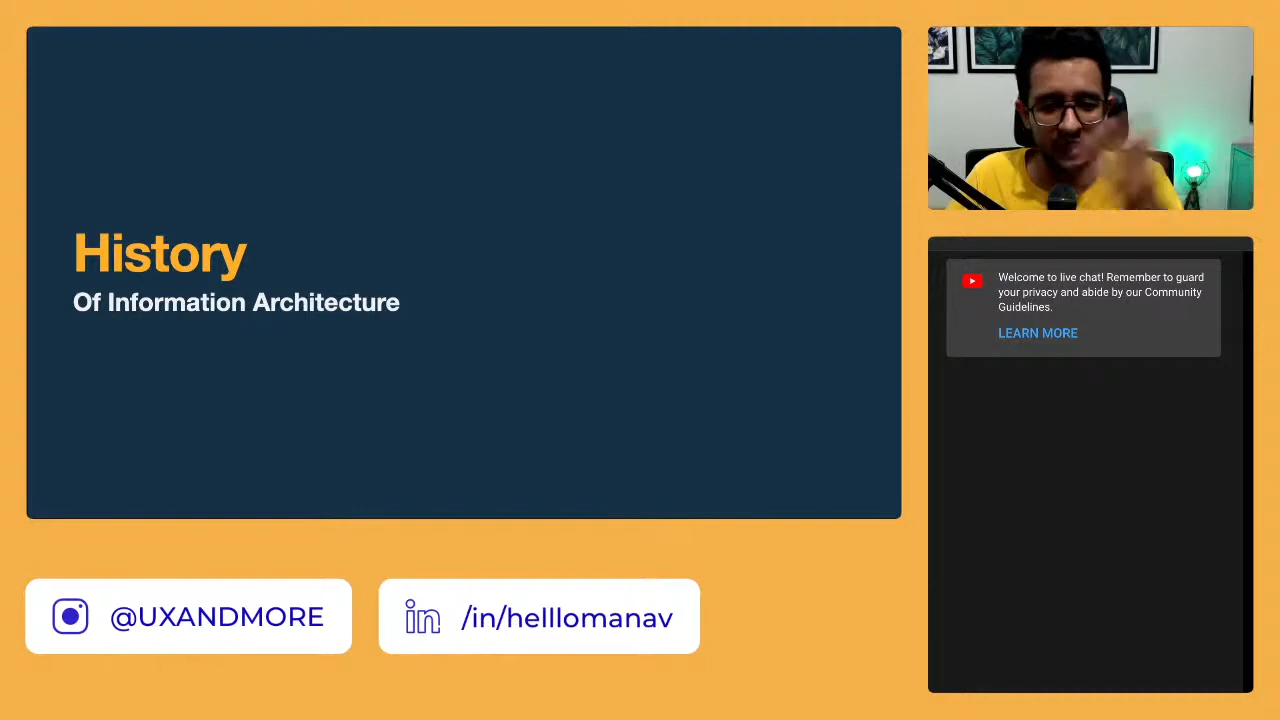 History
Of Information Architecture
Welcome to live chat! Remember to guard
your privacy and abide by our Community
Guidelines.
LEARN MORE
@UXANDMORE
in /in/helllomanav